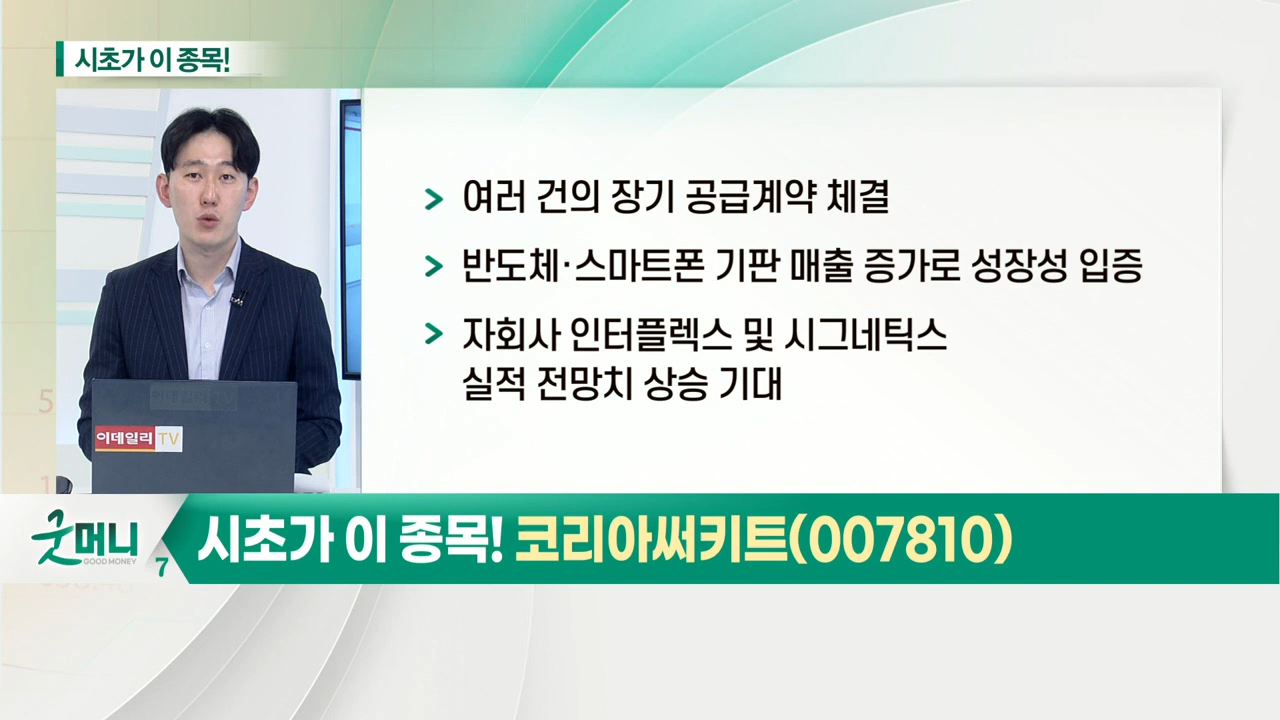 시초가 이 종목!
여러 건의 장기 공급계약 체결
반도체·스마트폰 기판 매출 증가로 성장성 입증
자회사 인터플렉스 및 시그네틱스
실적 전망치 상승 기대
이데일리 TV
5
1
굿머니
GOOD MONEY
7
시초가 이 종목! 코리아써키트(007810)